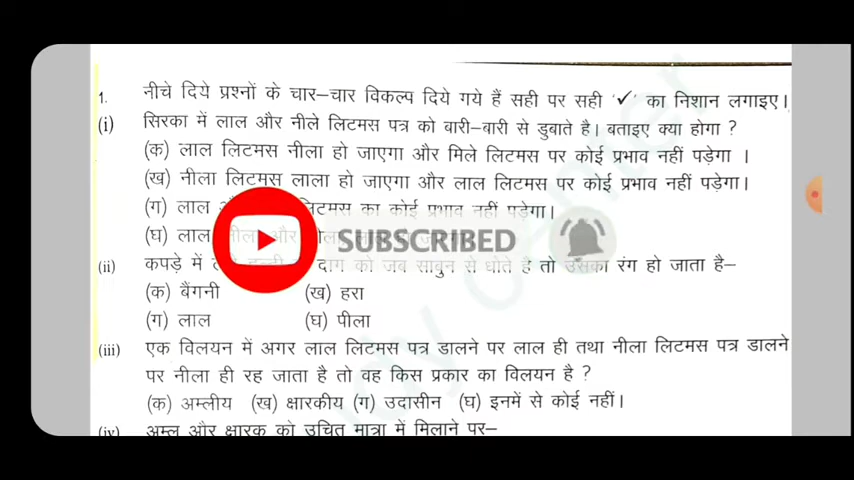 1. नीचे दिये प्रश्नों के चार–चार विकल्प दिये गये हैं सही पर सही '✓' का निशान लगाइए।
(i) सिरका में लाल और नीले लिटमस पत्र को बारी–बारी से डुबाते है। बताइए क्या होगा ?
(क) लाल लिटमस नीला हो जाएगा और मिले लिटमस पर कोई प्रभाव नहीं पड़ेगा ।
(ख) नीला लिटमस लाला हो जाएगा और लाल लिटमस पर कोई प्रभाव नहीं पड़ेगा।
(ग) लाल लिटमस का कोई प्रभाव नहीं पड़ेगा।
(घ) लाल और
SUBSCRIBED
(ii) कपड़े में दाग को जब साबुन से धोते है तो उसका रंग हो जाता है–
(क) बैंगनी (ख) हरा
(ग) लाल (घ) पीला
(iii) एक विलयन में अगर लाल लिटमस पत्र डालने पर लाल ही तथा नीला लिटमस पत्र डालने
पर नीला ही रह जाता है तो वह किस प्रकार का विलयन है ?
(क) अम्लीय (ख) क्षारकीय (ग) उदासीन (घ) इनमें से कोई नहीं।
(iv) अम्ल और क्षारक को उचित मात्रा में मिलाने पर–